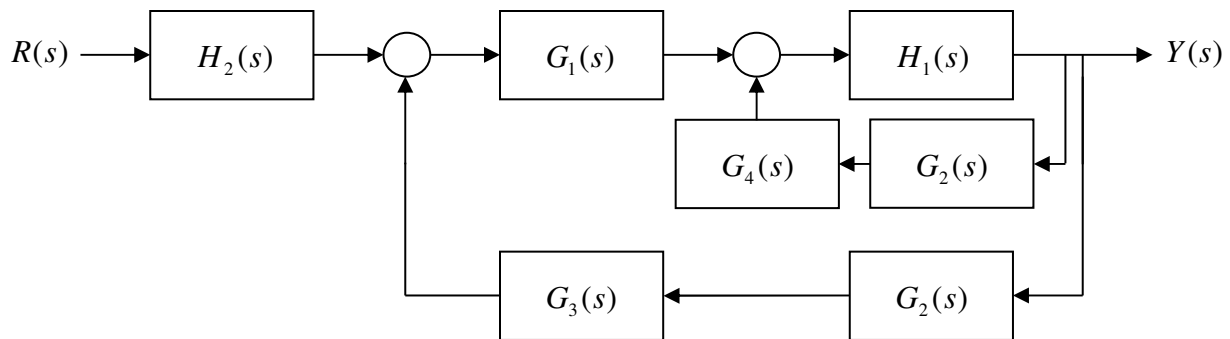 R(s) H₂(s) G₁(s) H₁(s) Y(s)
G₄(s) G₂(s)
G₃(s) G₂(s)